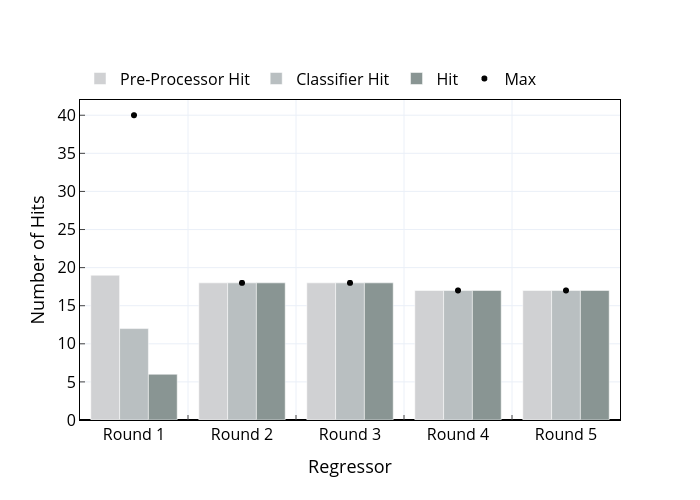 Pre-Processor Hit Classifier Hit Hit Max
40
35
30
25
20
15
10
5
0
Number of Hits
Round 1 Round 2 Round 3 Round 4 Round 5
Regressor